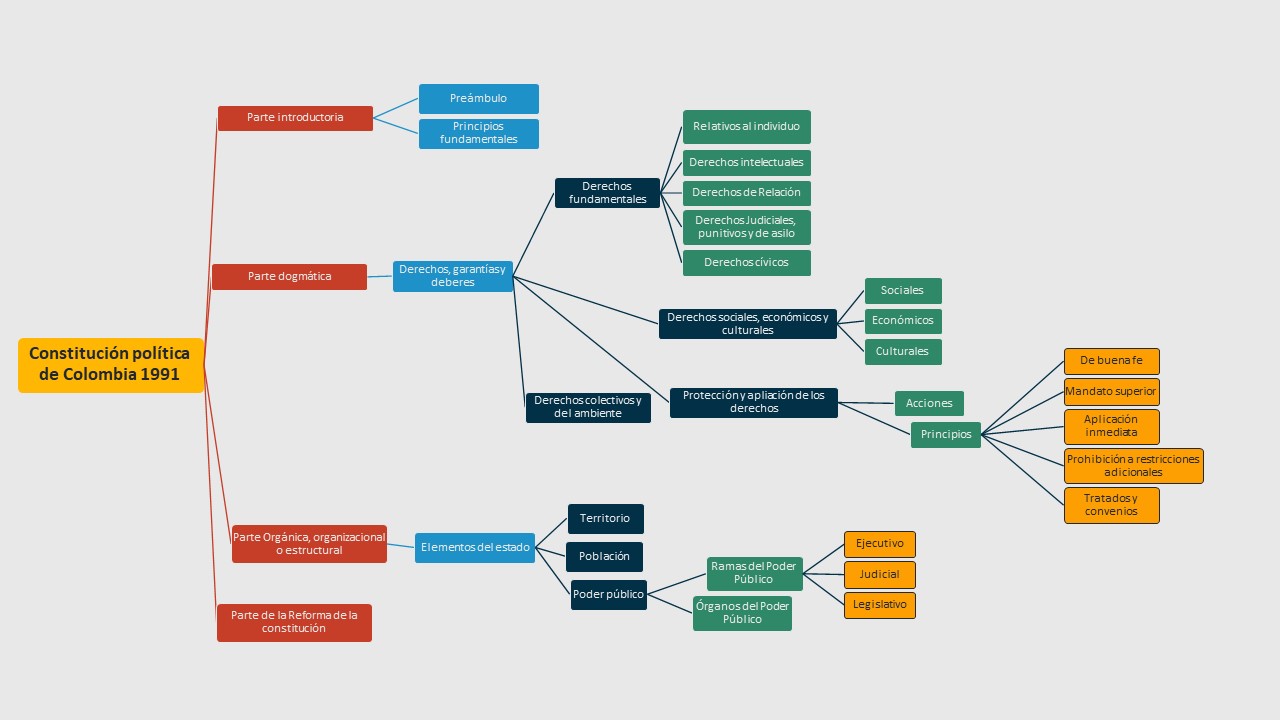 Constitución política
de Colombia 1991
Parte introductoria
Preámbulo
Principios
fundamentales
Parte dogmática
Derechos, garantías y
deberes
Derechos
fundamentales
Relativos al individuo
Derechos intelectuales
Derechos de Relación
Derechos Judiciales,
punitivos y de asilo
Derechos cívicos
Derechos sociales, económicos y
culturales
Sociales
Económicos
Culturales
Protección y apliación de los
derechos
Acciones
Principios
De buena fe
Mandato superior
Aplicación
inmediata
Prohibición a restricciones
adicionales
Tratados y
convenios
Derechos colectivos y
del ambiente
Parte Orgánica, organizacional
o estructural
Elementos del estado
Territorio
Población
Poder público
Ramas del Poder
Público
Ejecutivo
Judicial
Legislativo
Órganos del Poder
Público
Parte de la Reforma de la
constitución